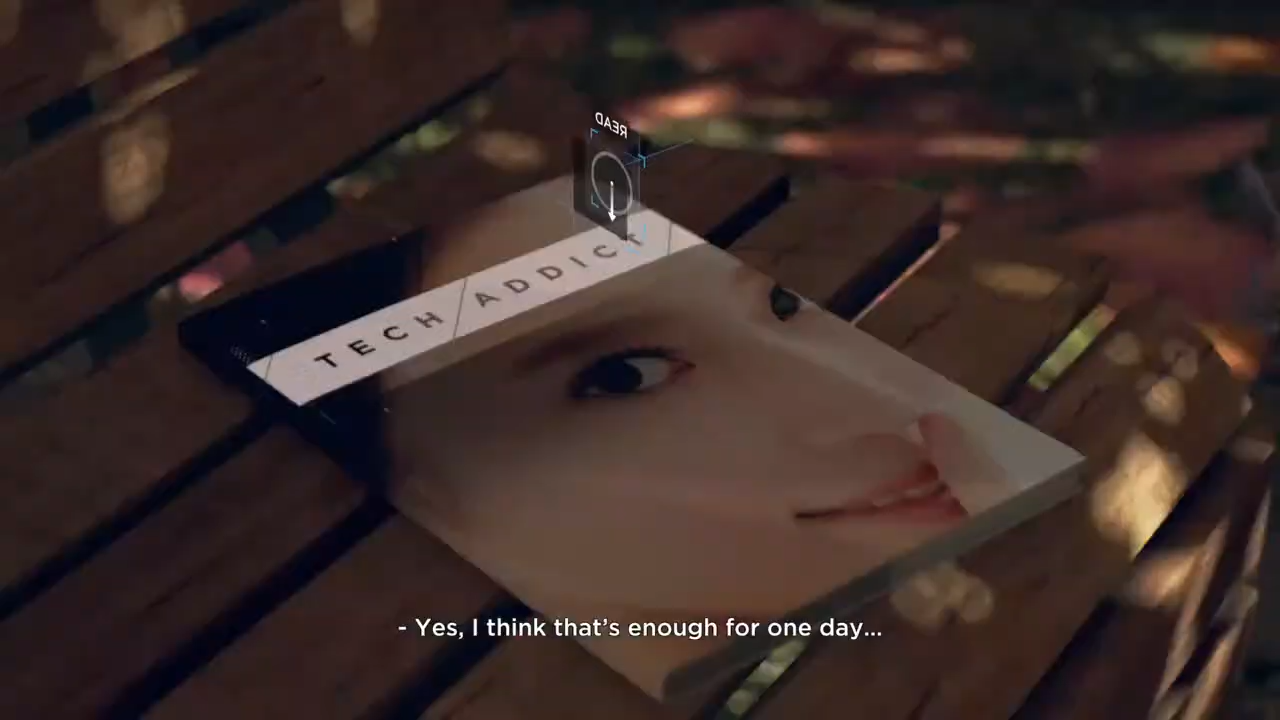 READ
TECH ADDICT
- Yes, I think that's enough for one day...